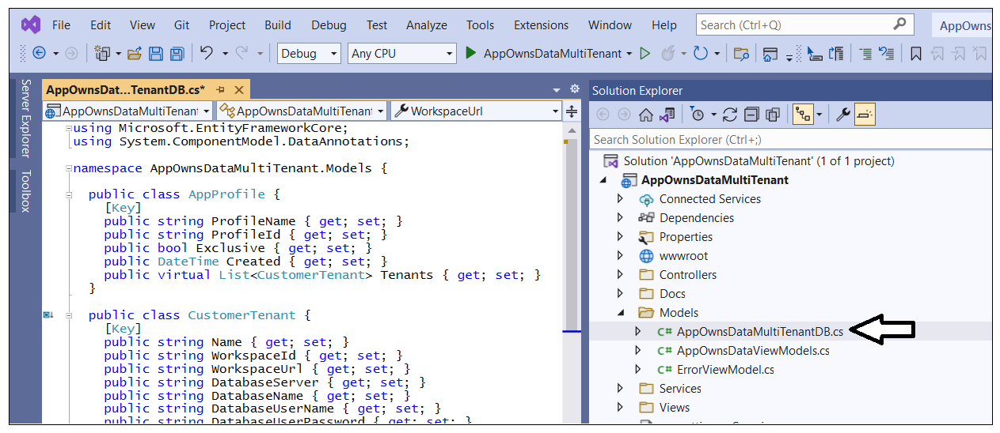 File Edit View Git Project Build Debug Test Analyze Tools Extensions Window Help Search (Ctrl+Q) AppOwns
Debug Any CPU AppOwnsDataMultiTenant
Server Explorer
Toolbox
AppOwnsDat...TenantDB.cs*
AppOwnsDataMultiTenant AppOwnsDataMultiTenant WorkspaceUrl
using Microsoft.EntityFrameworkCore;
using System.ComponentModel.DataAnnotations;
namespace AppOwnsDataMultiTenant.Models {
public class AppProfile {
[Key]
public string ProfileName { get; set; }
public string ProfileId { get; set; }
public bool Exclusive { get; set; }
public DateTime Created { get; set; }
public virtual List<CustomerTenant> Tenants { get; set; }
}
public class CustomerTenant {
[Key]
public string Name { get; set; }
public string WorkspaceId { get; set; }
public string WorkspaceUrl { get; set; }
public string DatabaseServer { get; set; }
public string DatabaseName { get; set; }
public string DatabaseUserName { get; set; }
public string DatabaseUserPassword { get; set; }
Solution Explorer
Search Solution Explorer (Ctrl+;)
Solution 'AppOwnsDataMultiTenant' (1 of 1 project)
AppOwnsDataMultiTenant
Connected Services
Dependencies
Properties
wwwroot
Controllers
Docs
Models
C# AppOwnsDataMultiTenantDB.cs
C# AppOwnsDataViewModels.cs
C# ErrorViewModel.cs
Services
Views